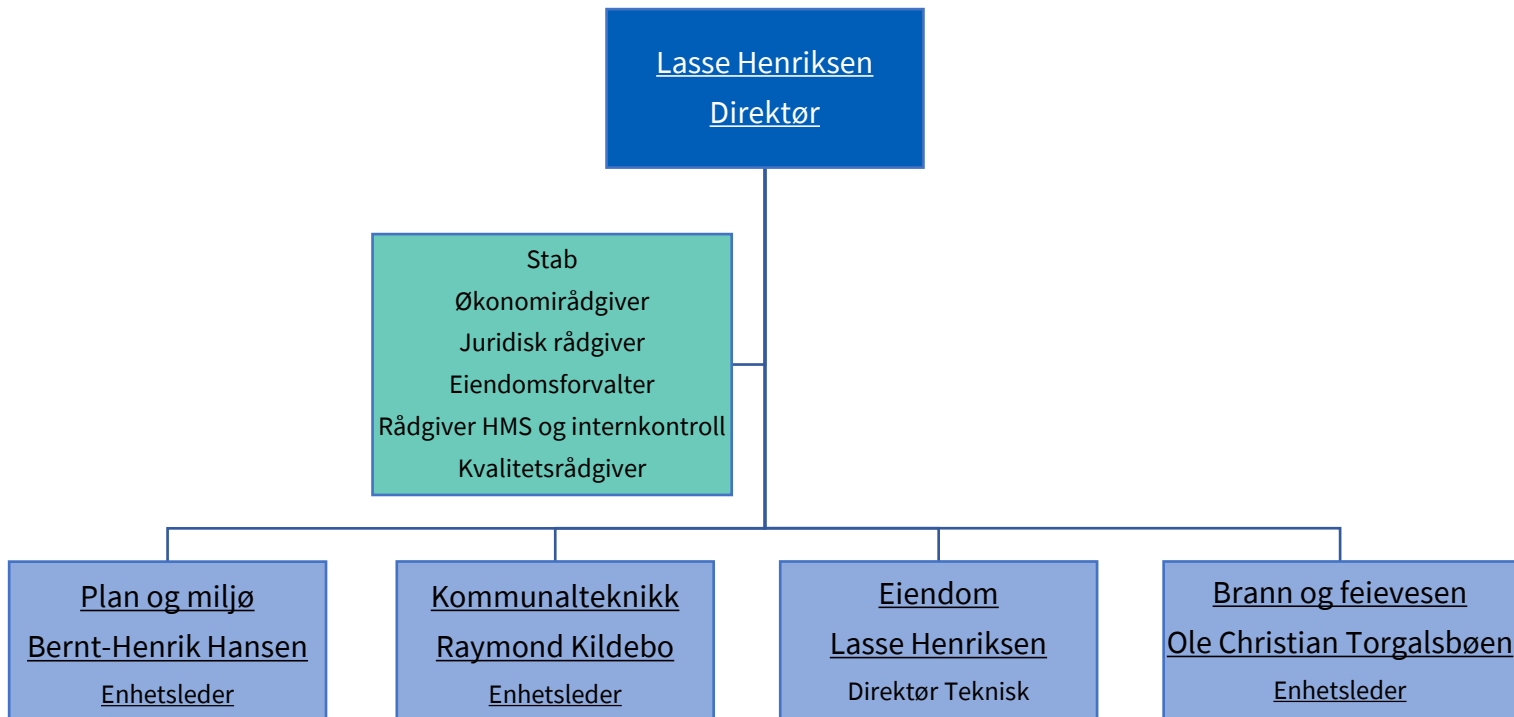 Lasse Henriksen
Direktør
Stab
Økonomirådgiver
Juridisk rådgiver
Eiendomsforvalter
Rådgiver HMS og internkontroll
Kvalitetsrådgiver
Plan og miljø
Bernt-Henrik Hansen
Enhetsleder
Kommunalteknikk
Raymond Kildebo
Enhetsleder
Eiendom
Lasse Henriksen
Direktør Teknisk
Brann og feievesen
Ole Christian Torgalsbøen
Enhetsleder